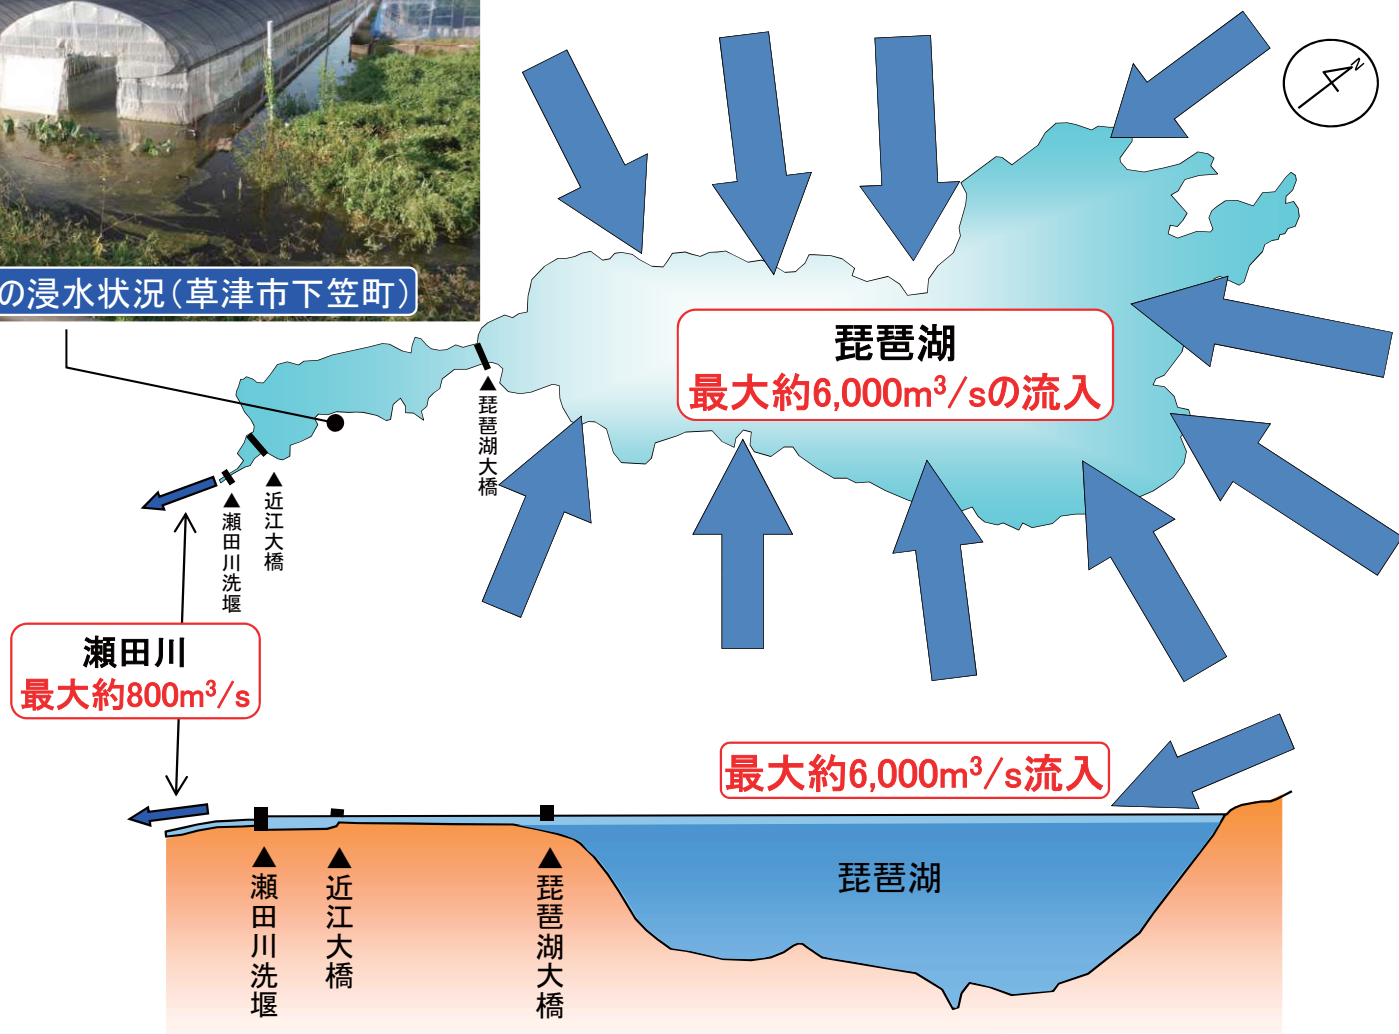 の浸水状況(草津市下笠町)
N
琵琶湖
最大約6,000m³/sの流入
▲琵琶湖大橋
▲近江大橋
▲瀬田川洗堰
瀬田川
最大約800m³/s
最大約6,000m³/s流入
琵琶湖
▲瀬田川洗堰
▲近江大橋
▲琵琶湖大橋